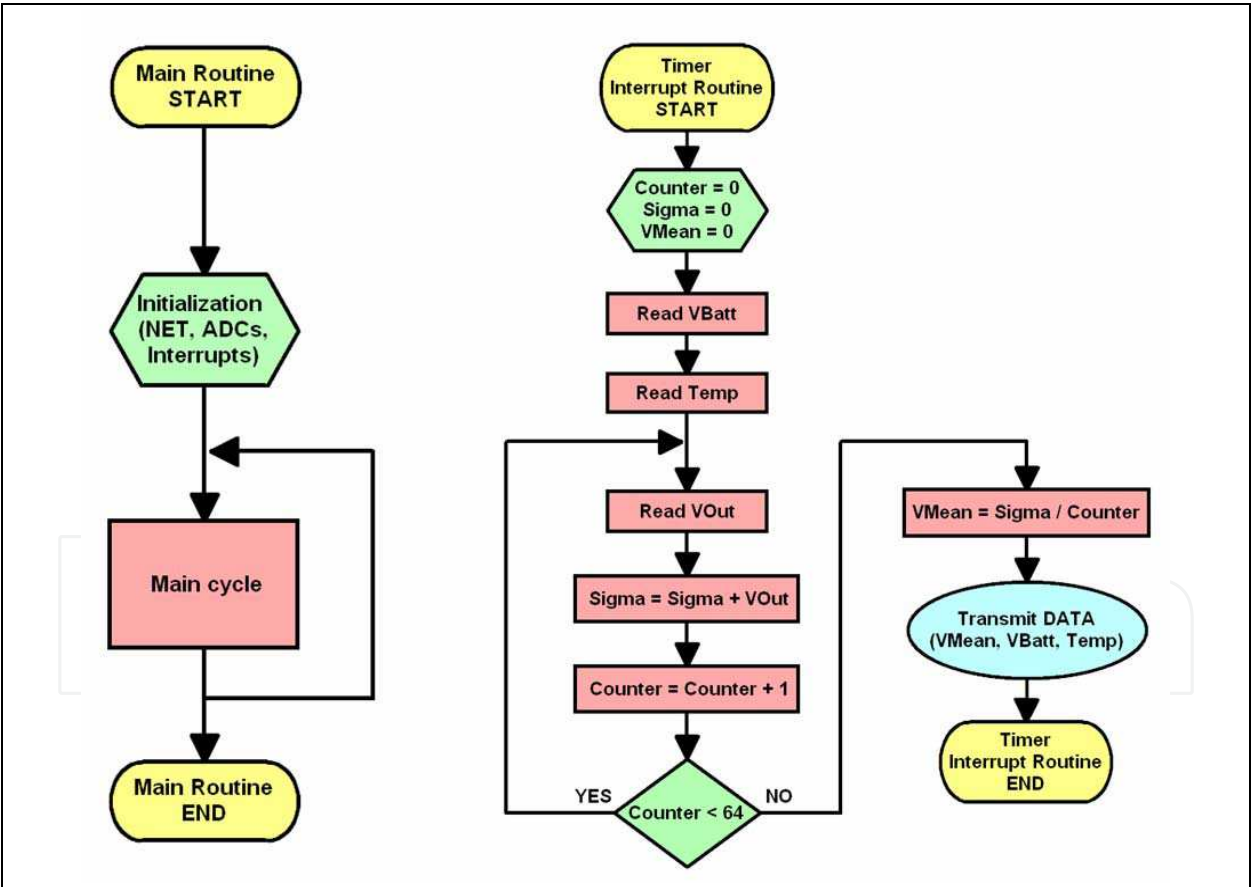 Main Routine
START
Initialization
(NET, ADCs,
Interrupts)
Main cycle
Main Routine
END
Timer
Interrupt Routine
START
Counter = 0
Sigma = 0
VMean = 0
Read VBatt
Read Temp
Read VOut
Sigma = Sigma + VOut
Counter = Counter + 1
YES
Counter < 64
NO
VMean = Sigma / Counter
Transmit DATA
(VMean, VBatt, Temp)
Timer
Interrupt Routine
END